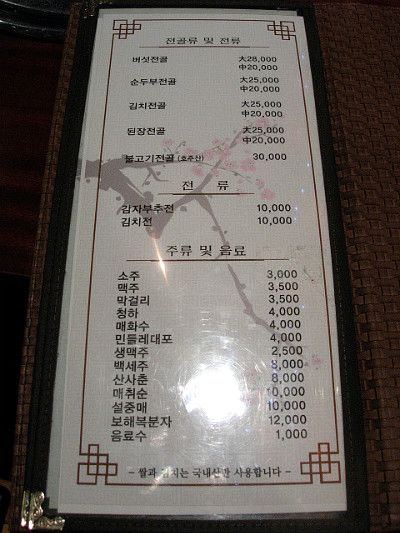 전골류 및 전류
버섯전골 大28,000
中20,000
순두부전골 大25,000
中20,000
김치전골 大25,000
中20,000
된장전골 大25,000
中20,000
불고기전골 (호주산) 30,000
전 류
감자부추전 10,000
김치전 10,000
주류 및 음료
소주 3,000
맥주 3,500
막걸리 3,500
청하 4,000
매화수 4,000
민들레대포 4,000
생맥주 2,500
백세주 8,000
산사춘 8,000
매취순 10,000
설중매 10,000
보해복분자 12,000
음료수 1,000
– 쌀과 김치는 국내산만 사용합니다 –